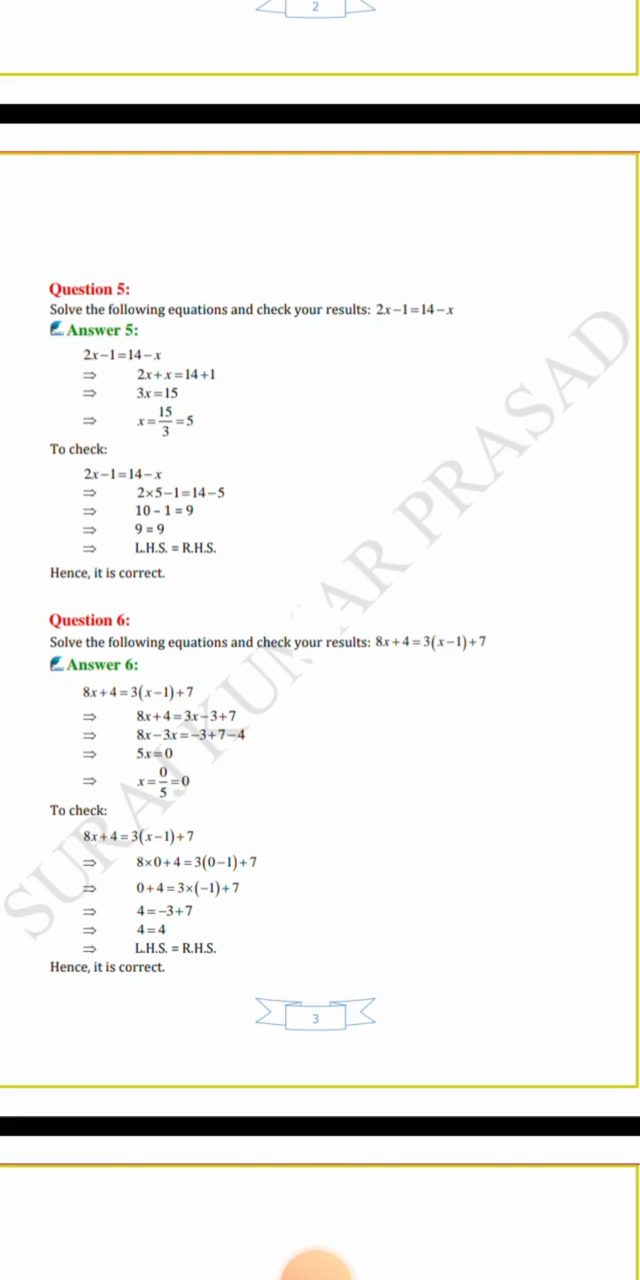 2
Question 5:
Solve the following equations and check your results: 2x−1=14−x
Answer 5:
2x−1=14−x
⇒ 2x+x=14+1
⇒ 3x=15
⇒ x=15/3=5
To check:
2x−1=14−x
⇒ 2×5−1=14−5
⇒ 10−1=9
⇒ 9=9
⇒ L.H.S. = R.H.S.
Hence, it is correct.
Question 6:
Solve the following equations and check your results: 8x+4=3(x−1)+7
Answer 6:
8x+4=3(x−1)+7
⇒ 8x+4=3x−3+7
⇒ 8x−3x=−3+7−4
⇒ 5x=0
⇒ x=0/5=0
To check:
8x+4=3(x−1)+7
⇒ 8×0+4=3(0−1)+7
⇒ 0+4=3×(−1)+7
⇒ 4=−3+7
⇒ 4=4
⇒ L.H.S. = R.H.S.
Hence, it is correct.
3
SURAJ KUMAR PRASAD